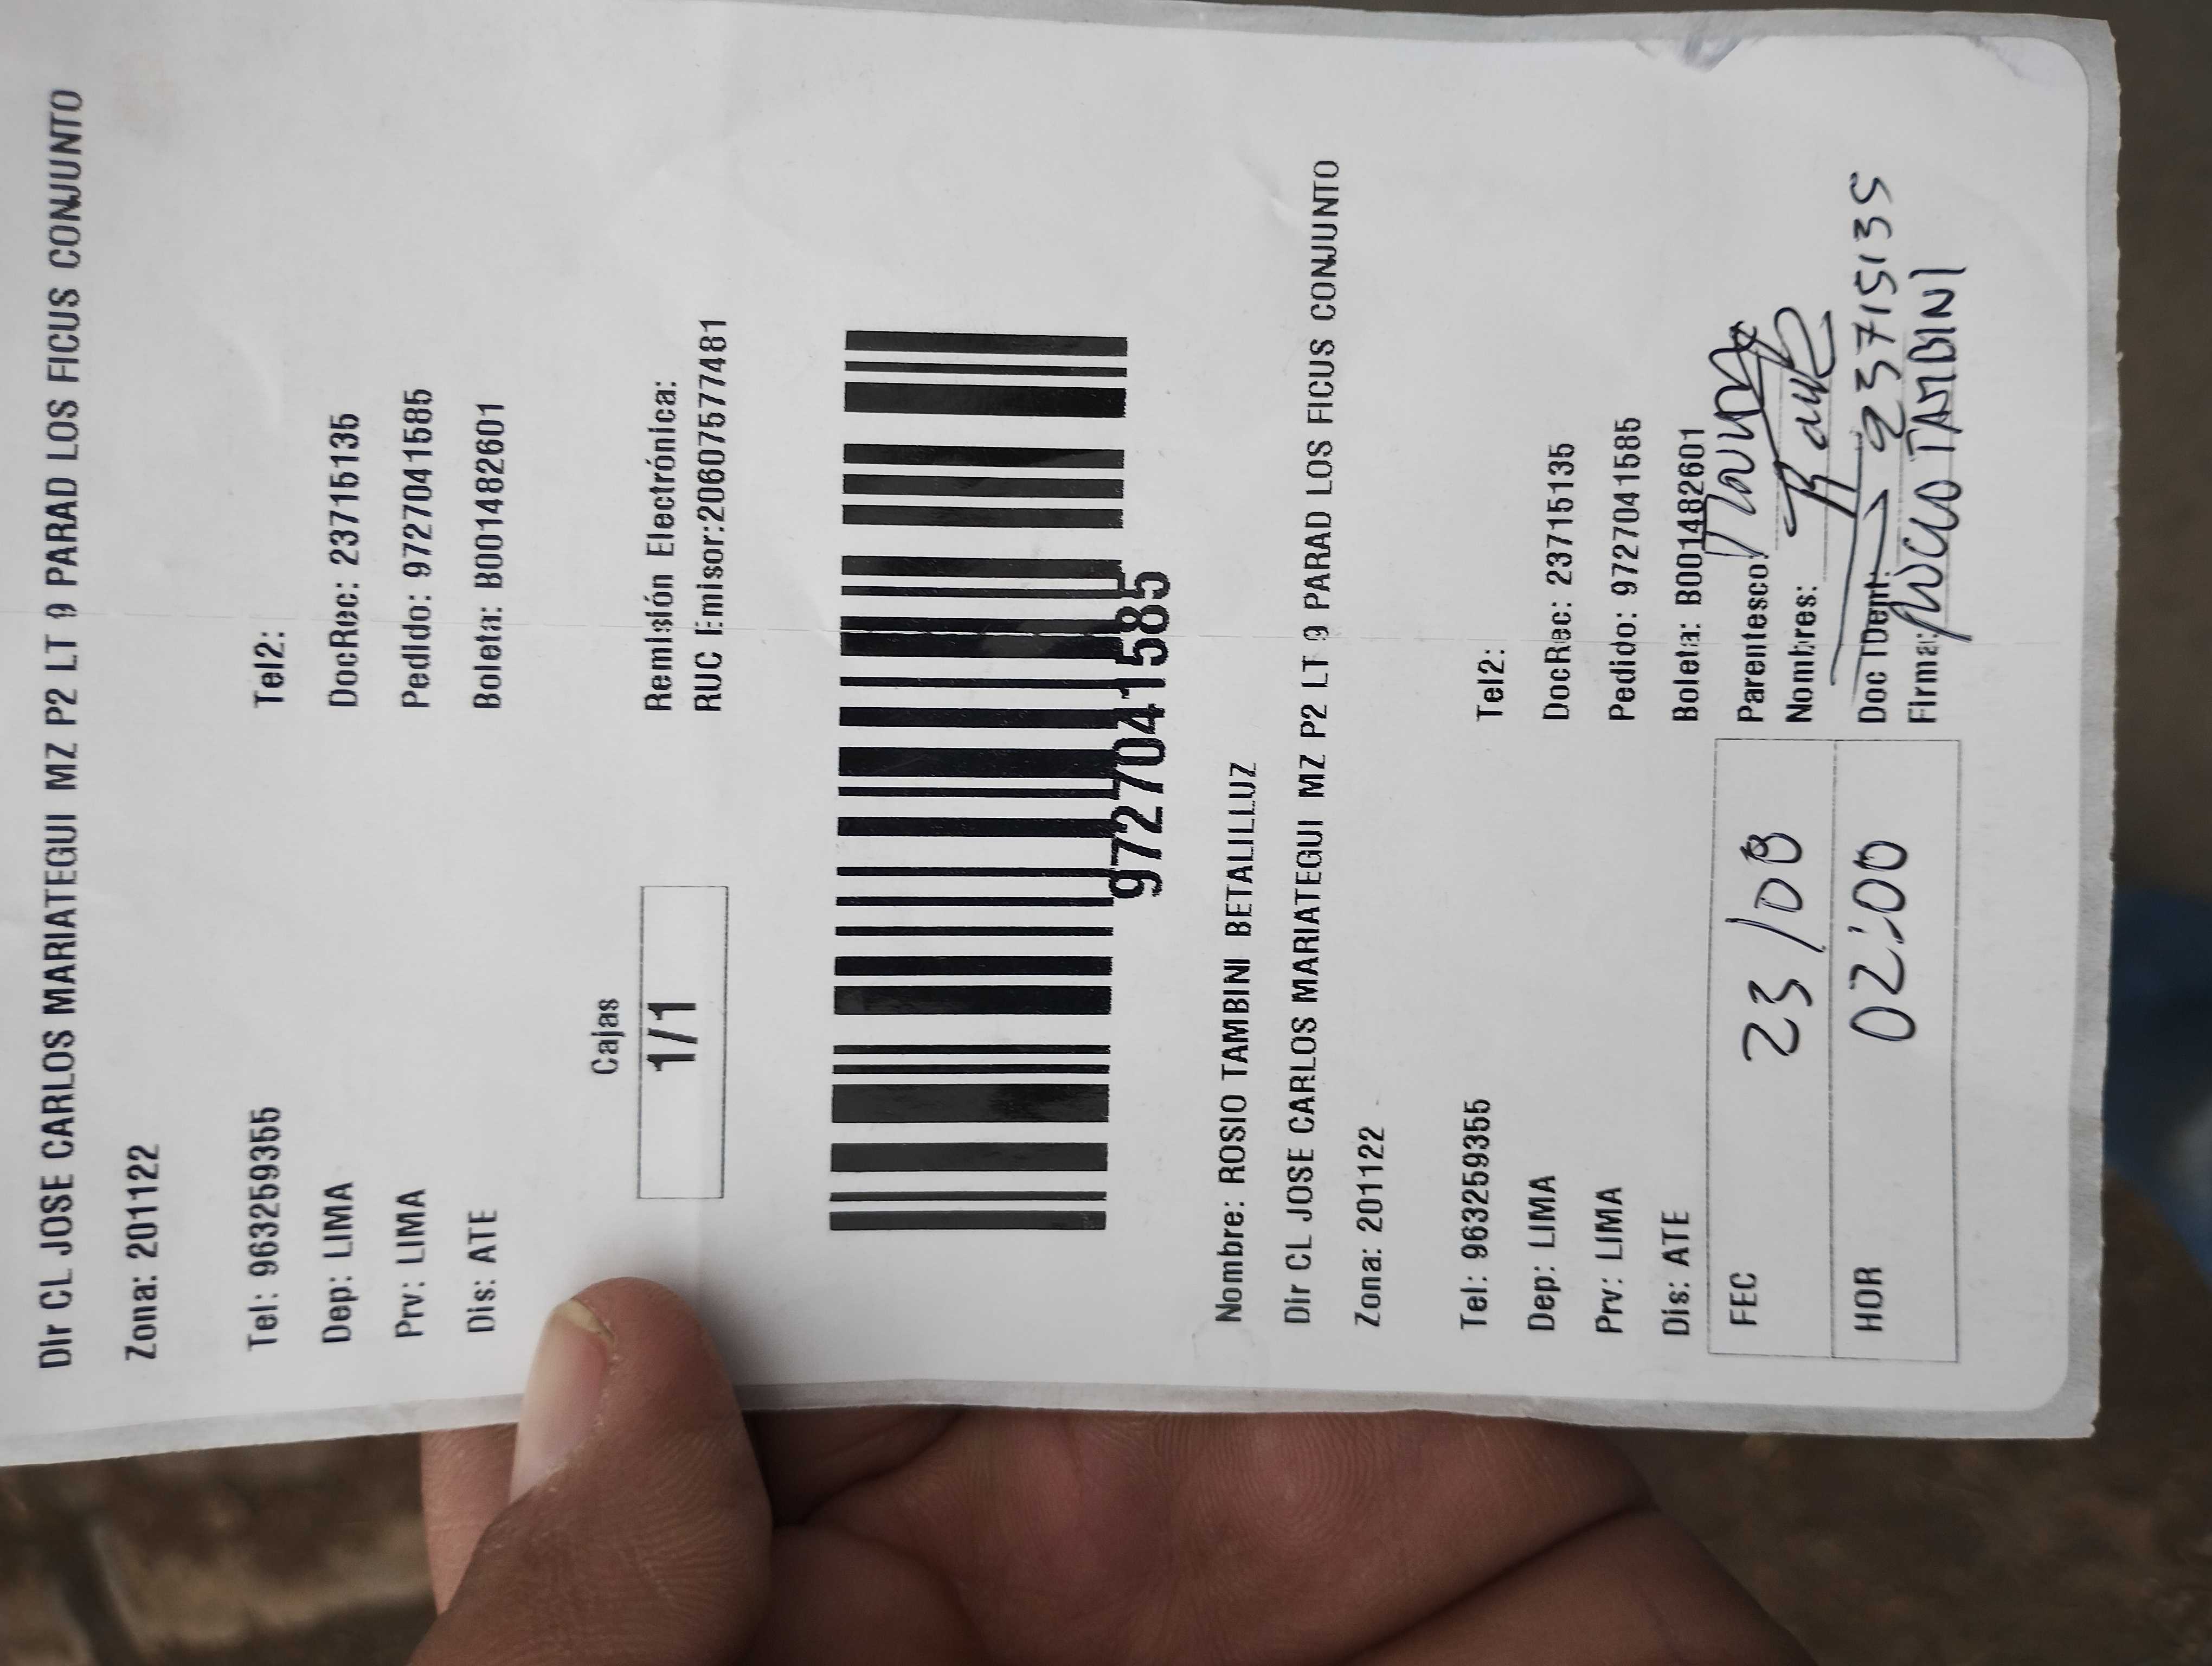 Dir CL JOSE CARLOS MARIATEGUI MZ P2 LT 9 PARAD LOS FICUS CONJUNTO
Zona: 201122
Tel: 963259355 Tel2:
Dep: LIMA DocRec: 23715135
Prv: LIMA Pedido: 9727041585
Dis: ATE Boleta: B001482601
Cajas
1/1
Remisión Electrónica:
RUC Emisor:20607577481
9727041585
Nombre: ROSIO TAMBINI BETALILLUZ
Dir CL JOSE CARLOS MARIATEGUI MZ P2 LT 9 PARAD LOS FICUS CONJUNTO
Zona: 201122
Tel: 963259355 Tel2:
Dep: LIMA DocRec: 23715135
Prv: LIMA Pedido: 9727041585
Dis: ATE Boleta: B001482601
FEC 23/08 Parentesco:
Nombres:
HOR 02:00 Doc IDent: 23715135
Firma: TAMBINI